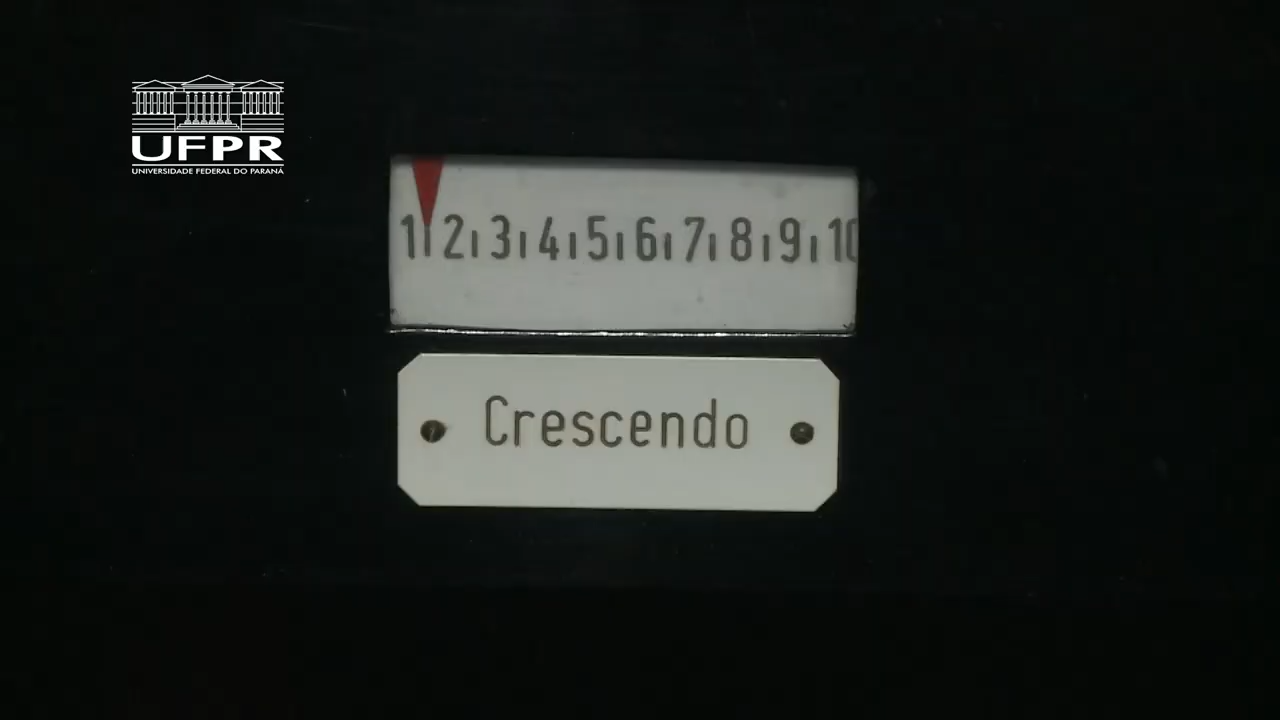 UFPR
UNIVERSIDADE FEDERAL DO PARANÁ
1 2 3 4 5 6 7 8 9 10
Crescendo